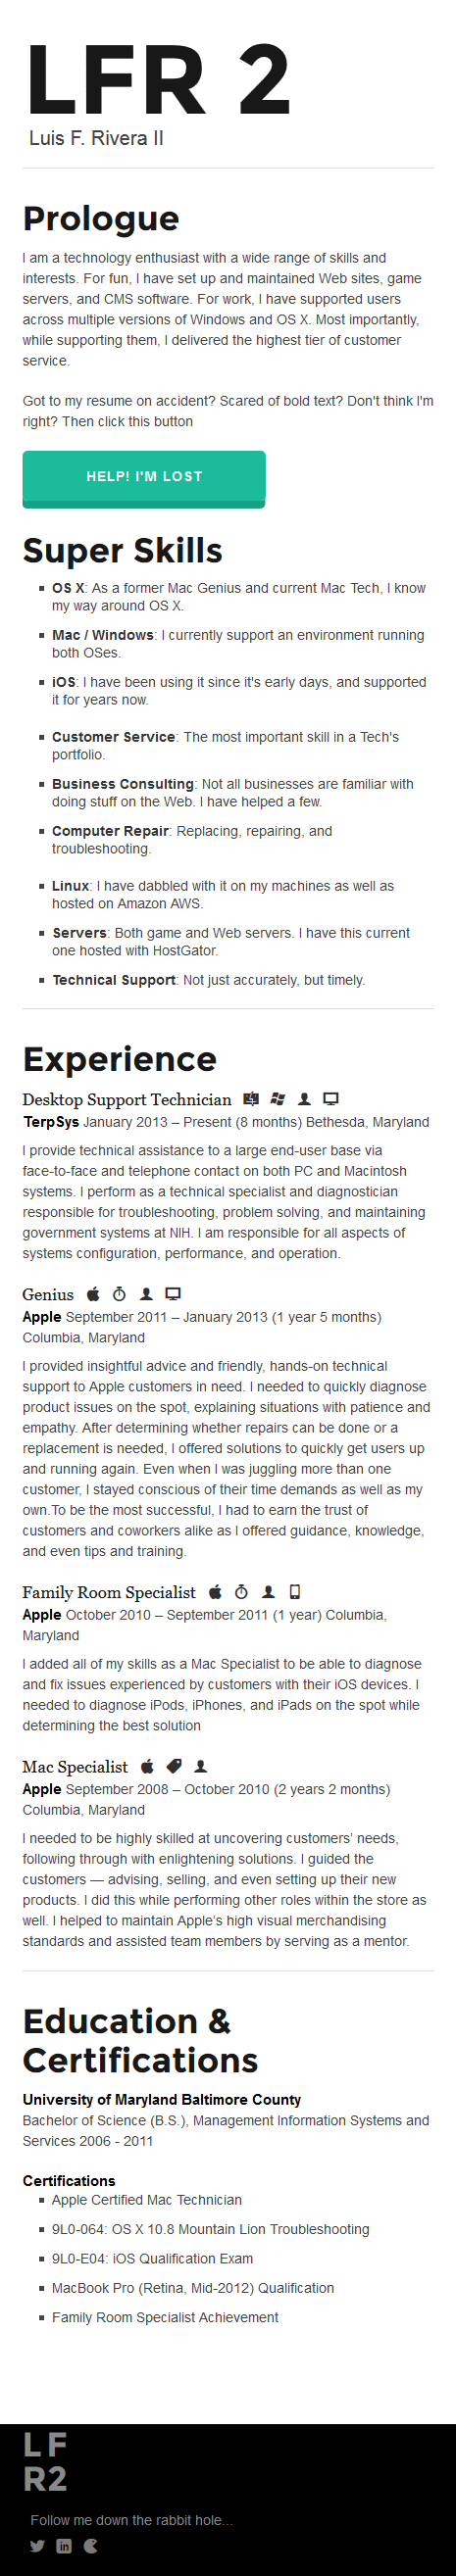 LFR 2
Luis F. Rivera II
Prologue
I am a technology enthusiast with a wide range of skills and
interests. For fun, I have set up and maintained Web sites, game
servers, and CMS software. For work, I have supported users
across multiple versions of Windows and OS X. Most importantly,
while supporting them, I delivered the highest tier of customer
service.
Got to my resume on accident? Scared of bold text? Don't think I'm
right? Then click this button
HELP! I'M LOST
Super Skills
OS X: As a former Mac Genius and current Mac Tech, I know
my way around OS X.
Mac / Windows: I currently support an environment running
both OSes.
iOS: I have been using it since it's early days, and supported
it for years now.
Customer Service: The most important skill in a Tech's
portfolio.
Business Consulting: Not all businesses are familiar with
doing stuff on the Web. I have helped a few.
Computer Repair: Replacing, repairing, and
troubleshooting.
Linux: I have dabbled with it on my machines as well as
hosted on Amazon AWS.
Servers: Both game and Web servers. I have this current
one hosted with HostGator.
Technical Support: Not just accurately, but timely.
Experience
Desktop Support Technician
TerpSys January 2013 – Present (8 months) Bethesda, Maryland
I provide technical assistance to a large end-user base via
face-to-face and telephone contact on both PC and Macintosh
systems. I perform as a technical specialist and diagnostician
responsible for troubleshooting, problem solving, and maintaining
government systems at NIH. I am responsible for all aspects of
systems configuration, performance, and operation.
Genius
Apple September 2011 – January 2013 (1 year 5 months)
Columbia, Maryland
I provided insightful advice and friendly, hands-on technical
support to Apple customers in need. I needed to quickly diagnose
product issues on the spot, explaining situations with patience and
empathy. After determining whether repairs can be done or a
replacement is needed, I offered solutions to quickly get users up
and running again. Even when I was juggling more than one
customer, I stayed conscious of their time demands as well as my
own.To be the most successful, I had to earn the trust of
customers and coworkers alike as I offered guidance, knowledge,
and even tips and training.
Family Room Specialist
Apple October 2010 – September 2011 (1 year) Columbia,
Maryland
I added all of my skills as a Mac Specialist to be able to diagnose
and fix issues experienced by customers with their iOS devices. I
needed to diagnose iPods, iPhones, and iPads on the spot while
determining the best solution
Mac Specialist
Apple September 2008 – October 2010 (2 years 2 months)
Columbia, Maryland
I needed to be highly skilled at uncovering customers’ needs,
following through with enlightening solutions. I guided the
customers — advising, selling, and even setting up their new
products. I did this while performing other roles within the store as
well. I helped to maintain Apple’s high visual merchandising
standards and assisted team members by serving as a mentor.
Education &
Certifications
University of Maryland Baltimore County
Bachelor of Science (B.S.), Management Information Systems and
Services 2006 - 2011
Certifications
Apple Certified Mac Technician
9L0-064: OS X 10.8 Mountain Lion Troubleshooting
9L0-E04: iOS Qualification Exam
MacBook Pro (Retina, Mid-2012) Qualification
Family Room Specialist Achievement
LF
R2
Follow me down the rabbit hole...
in